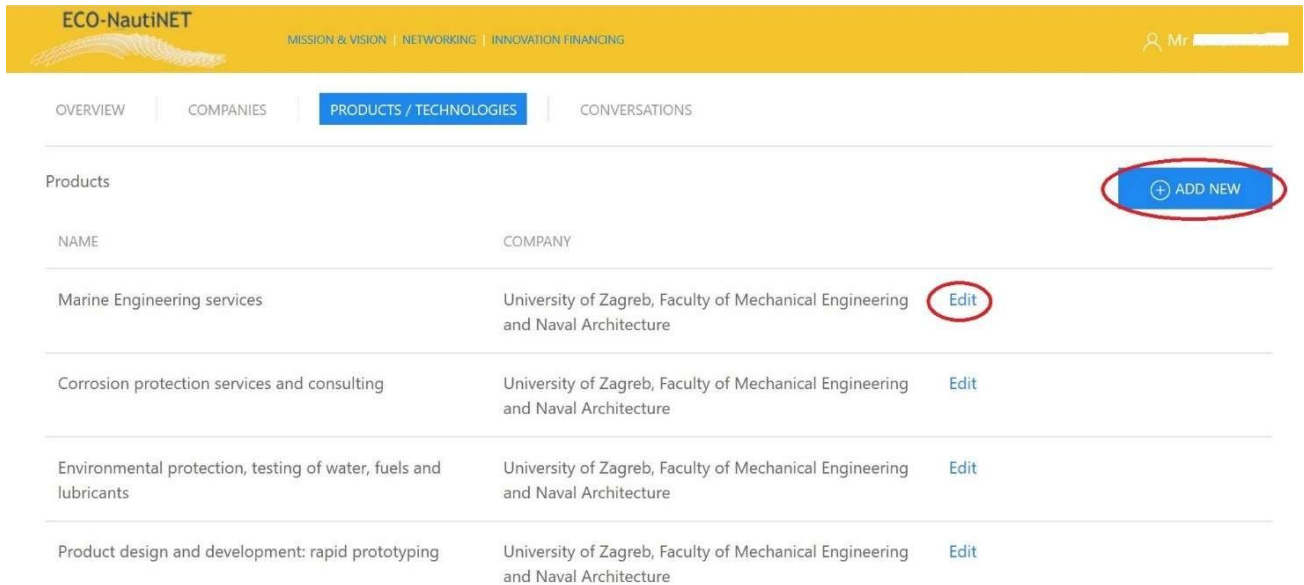 ECO-NautiNET
MISSION & VISION | NETWORKING | INNOVATION FINANCING
Mr
OVERVIEW
COMPANIES
PRODUCTS / TECHNOLOGIES
CONVERSATIONS
Products
ADD NEW
NAME
COMPANY
Marine Engineering services
University of Zagreb, Faculty of Mechanical Engineering
and Naval Architecture
Edit
Corrosion protection services and consulting
University of Zagreb, Faculty of Mechanical Engineering
and Naval Architecture
Edit
Environmental protection, testing of water, fuels and
lubricants
University of Zagreb, Faculty of Mechanical Engineering
and Naval Architecture
Edit
Product design and development: rapid prototyping
University of Zagreb, Faculty of Mechanical Engineering
and Naval Architecture
Edit